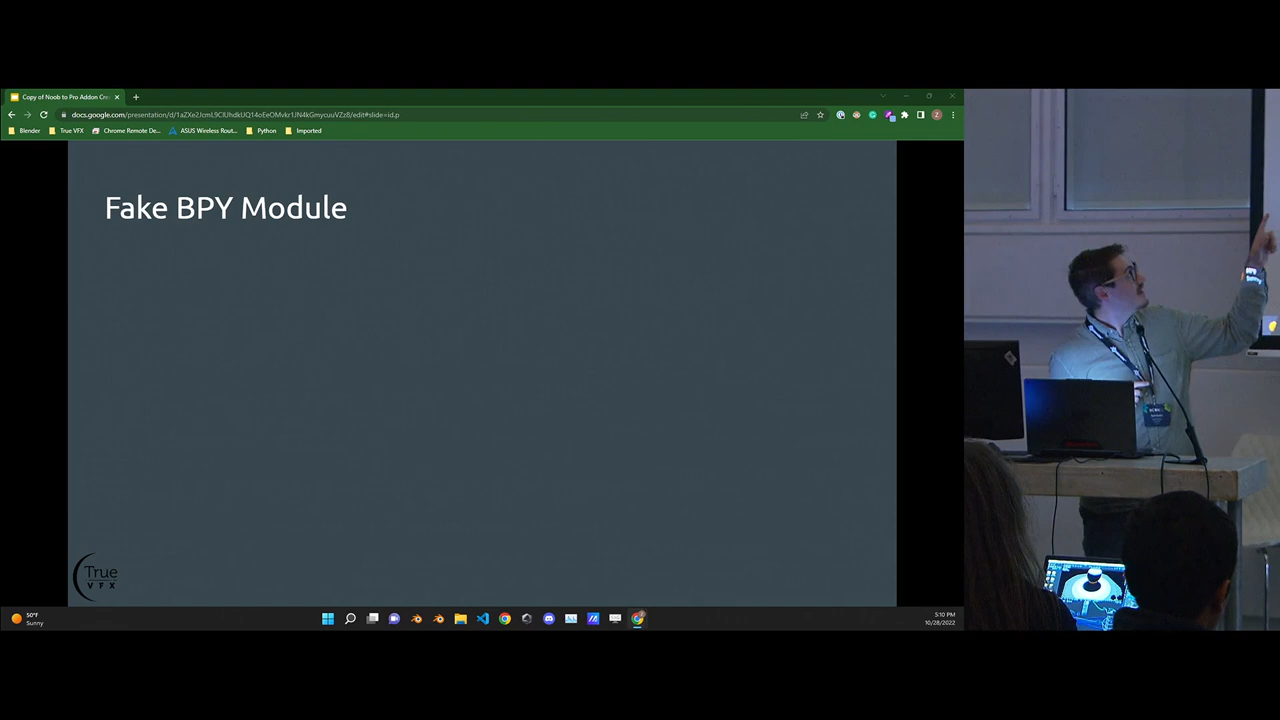 Copy of Noob to Pro Addon Cre
docs.google.com/presentation/d/1aZXe2JcmL9ClUhdkUQ14oEeOMvkr1JN4kGmycuuVZz8/edit#slide=id.p
Blender
True VFX
Chrome Remote De...
ASUS Wireless Rout...
Python
Imported
Fake BPY Module
True
VFX
50°F
Sunny
5:10 PM
10/28/2022